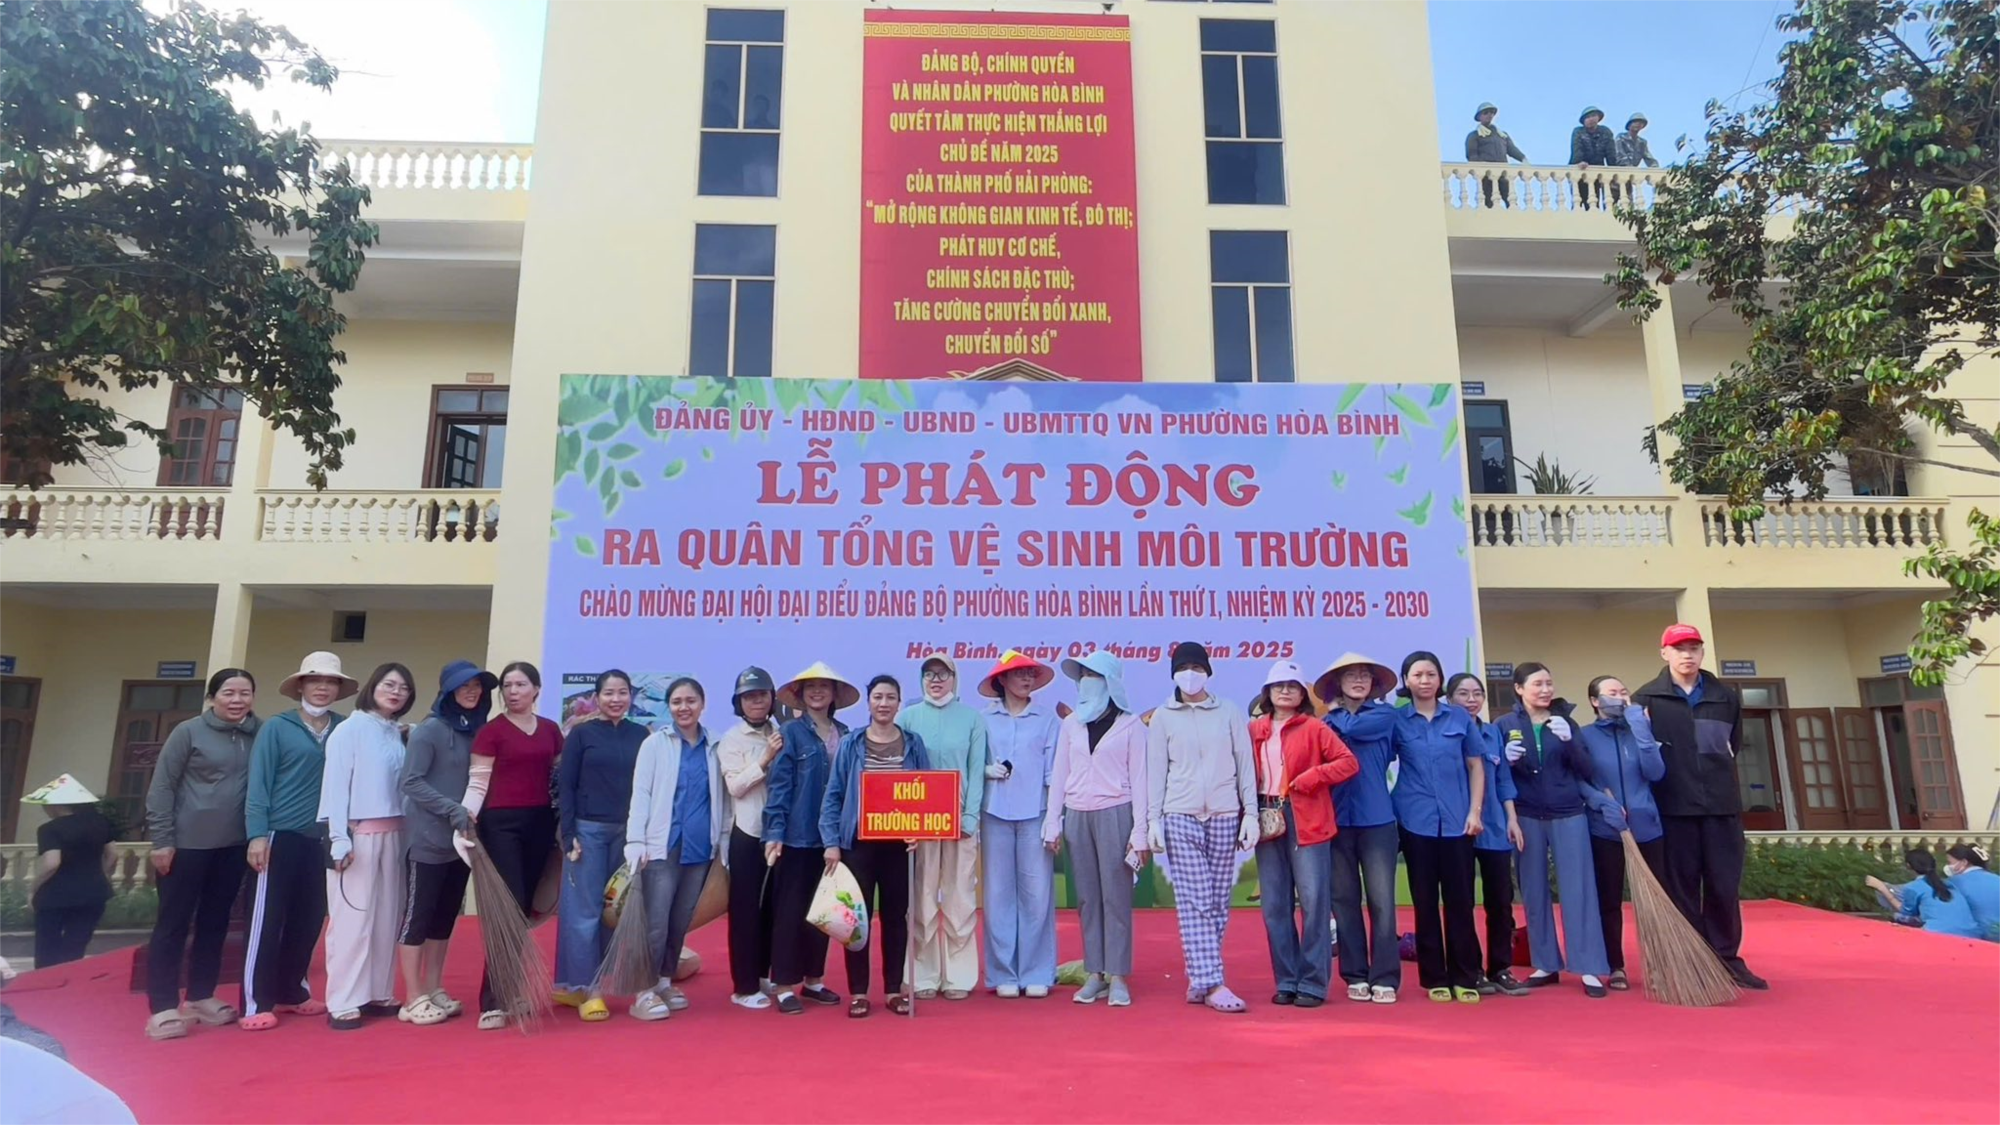 ĐẢNG BỘ, CHÍNH QUYỀN
VÀ NHÂN DÂN PHƯỜNG HÒA BÌNH
QUYẾT TÂM THỰC HIỆN THẮNG LỢI
CHỦ ĐỀ NĂM 2025
CỦA THÀNH PHỐ HẢI PHÒNG:
"MỞ RỘNG KHÔNG GIAN KINH TẾ, ĐÔ THỊ;
PHÁT HUY CƠ CHẾ,
CHÍNH SÁCH ĐẶC THÙ;
TĂNG CƯỜNG CHUYỂN ĐỔI XANH,
CHUYỂN ĐỔI SỐ"
ĐẢNG ỦY - HĐND - UBND - UBMTTQ VN PHƯỜNG HÒA BÌNH
LỄ PHÁT ĐỘNG
RA QUÂN TỔNG VỆ SINH MÔI TRƯỜNG
CHÀO MỪNG ĐẠI HỘI ĐẠI BIỂU ĐẢNG BỘ PHƯỜNG HÒA BÌNH LẦN THỨ I, NHIỆM KỲ 2025 - 2030
Hòa Bình, ngày 03 tháng 8 năm 2025
RÁC
KHỐI
TRƯỜNG HỌC